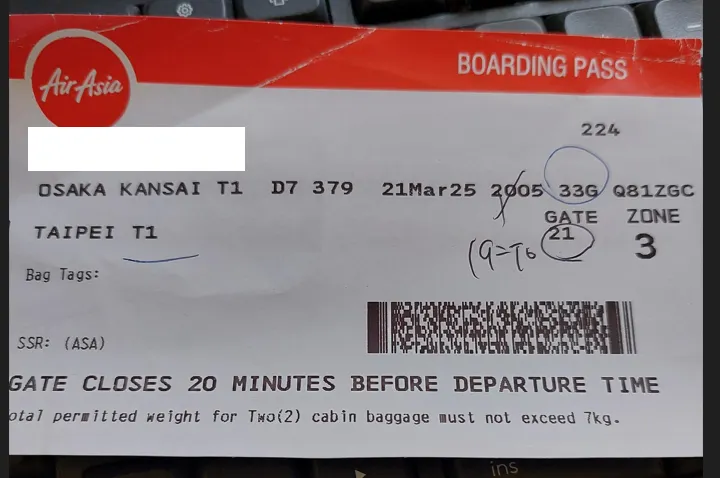 AirAsia
BOARDING PASS
224
OSAKA KANSAI T1 D7 379 21Mar25 2005 33G Q81ZGC
TAIPEI T1 GATE 21 ZONE 3
Bag Tags:
SSR: (ASA)
GATE CLOSES 20 MINUTES BEFORE DEPARTURE TIME
otal permitted weight for Two(2) cabin baggage must not exceed 7kg.
ins